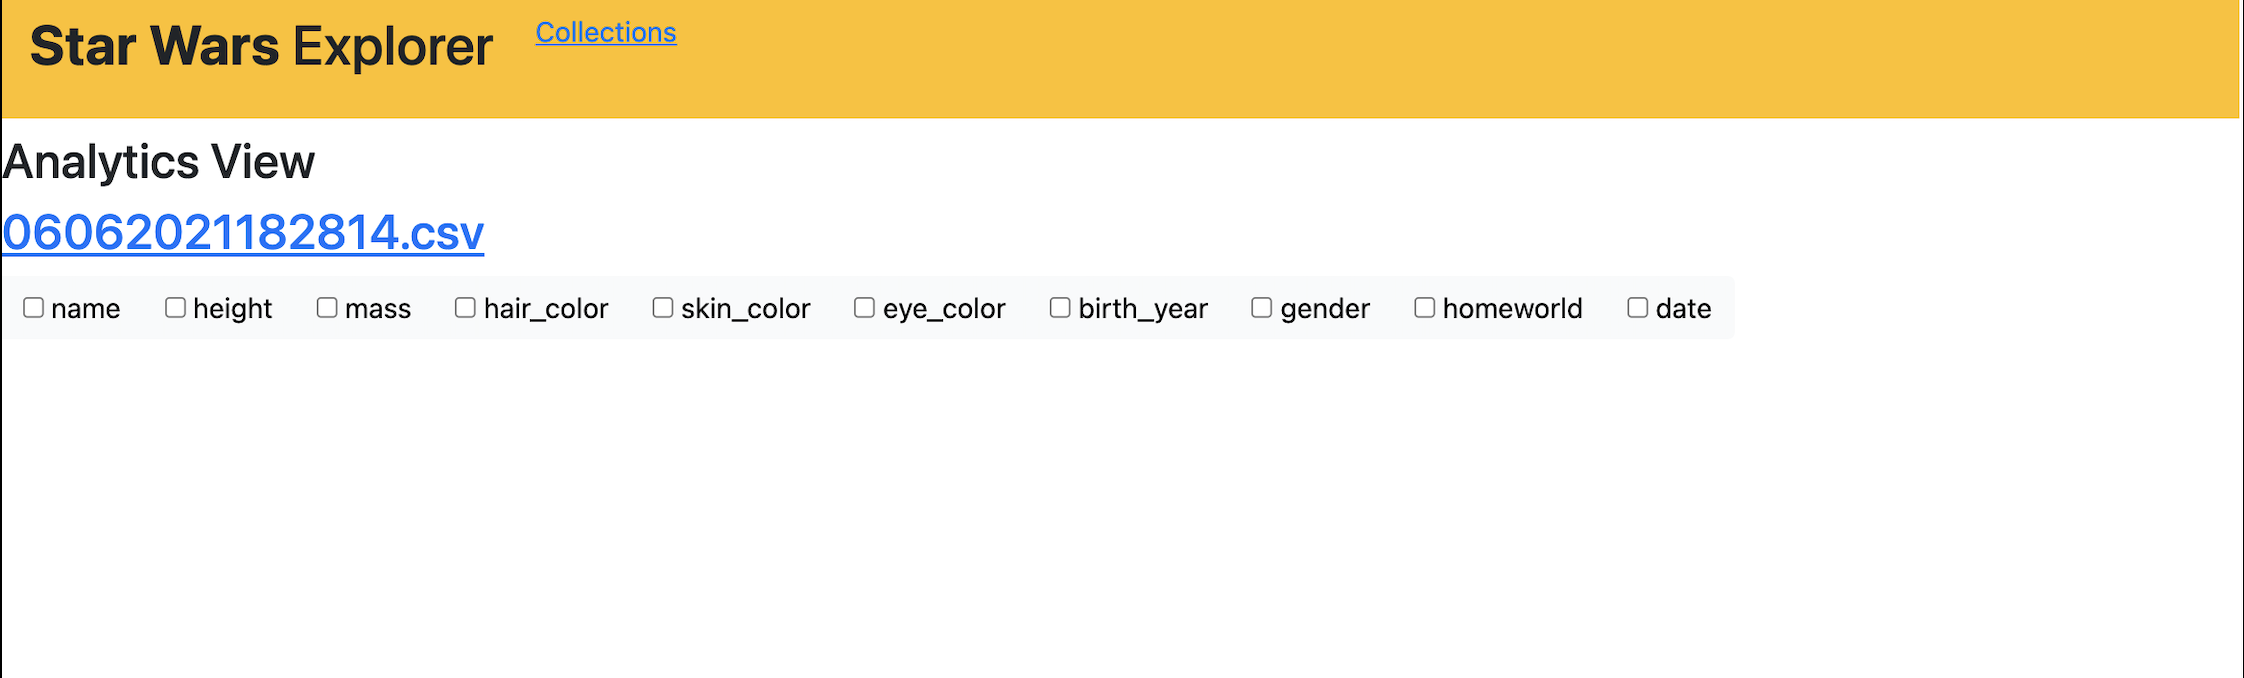 Star Wars Explorer Collections
Analytics View
06062021182814.csv
name height mass hair_color skin_color eye_color birth_year gender homeworld date